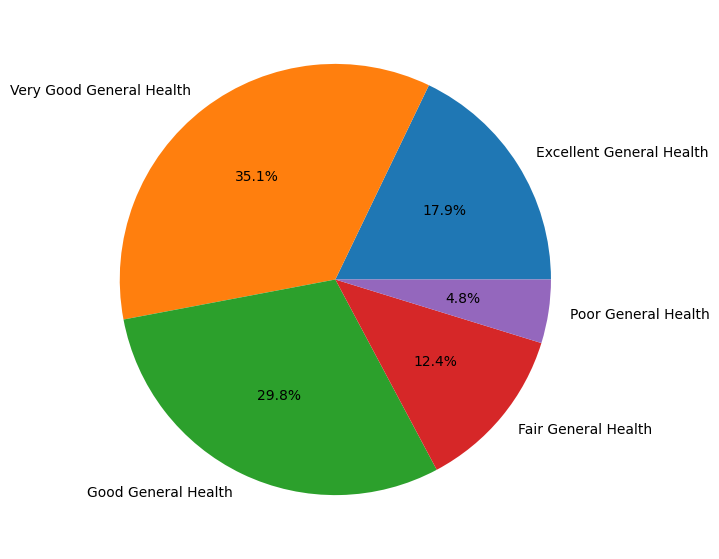 Very Good General Health
Excellent General Health
35.1%
17.9%
4.8%
Poor General Health
12.4%
29.8%
Fair General Health
Good General Health